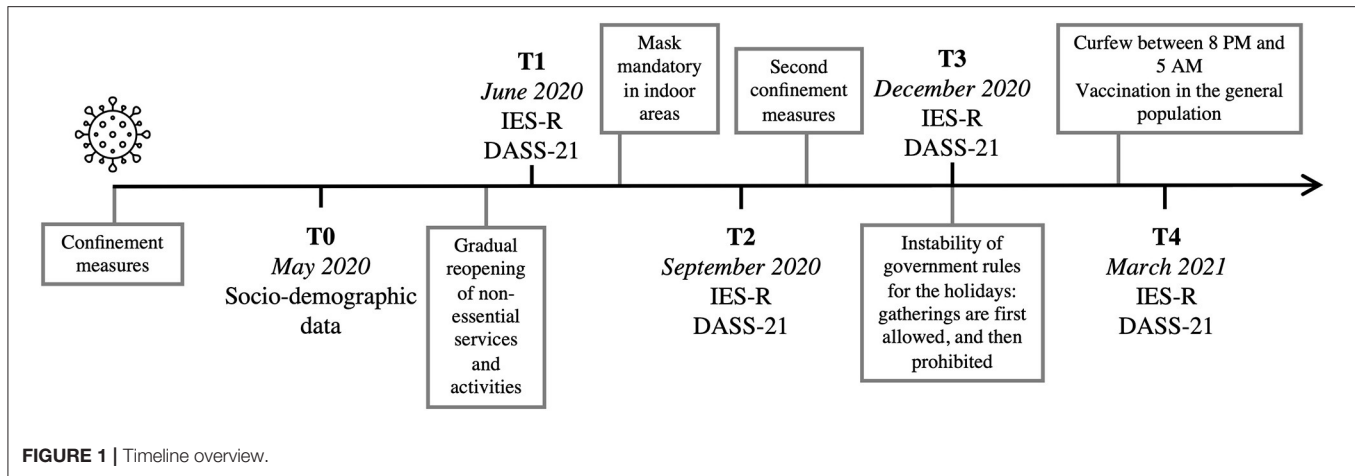 Confinement
measures
T0
May 2020
Socio-demographic
data
Gradual
reopening
of non-
essential
services
and
activities
T1
June 2020
IES-R
DASS-21
Mask
mandatory
in indoor
areas
T2
September 2020
IES-R
DASS-21
Second
confinement
measures
T3
December 2020
IES-R
DASS-21
Instability of
government rules
for the holidays:
gatherings are first
allowed, and then
prohibited
Curfew between 8 PM and
5 AM
Vaccination in the general
population
T4
March 2021
IES-R
DASS-21
FIGURE 1 | Timeline overview.